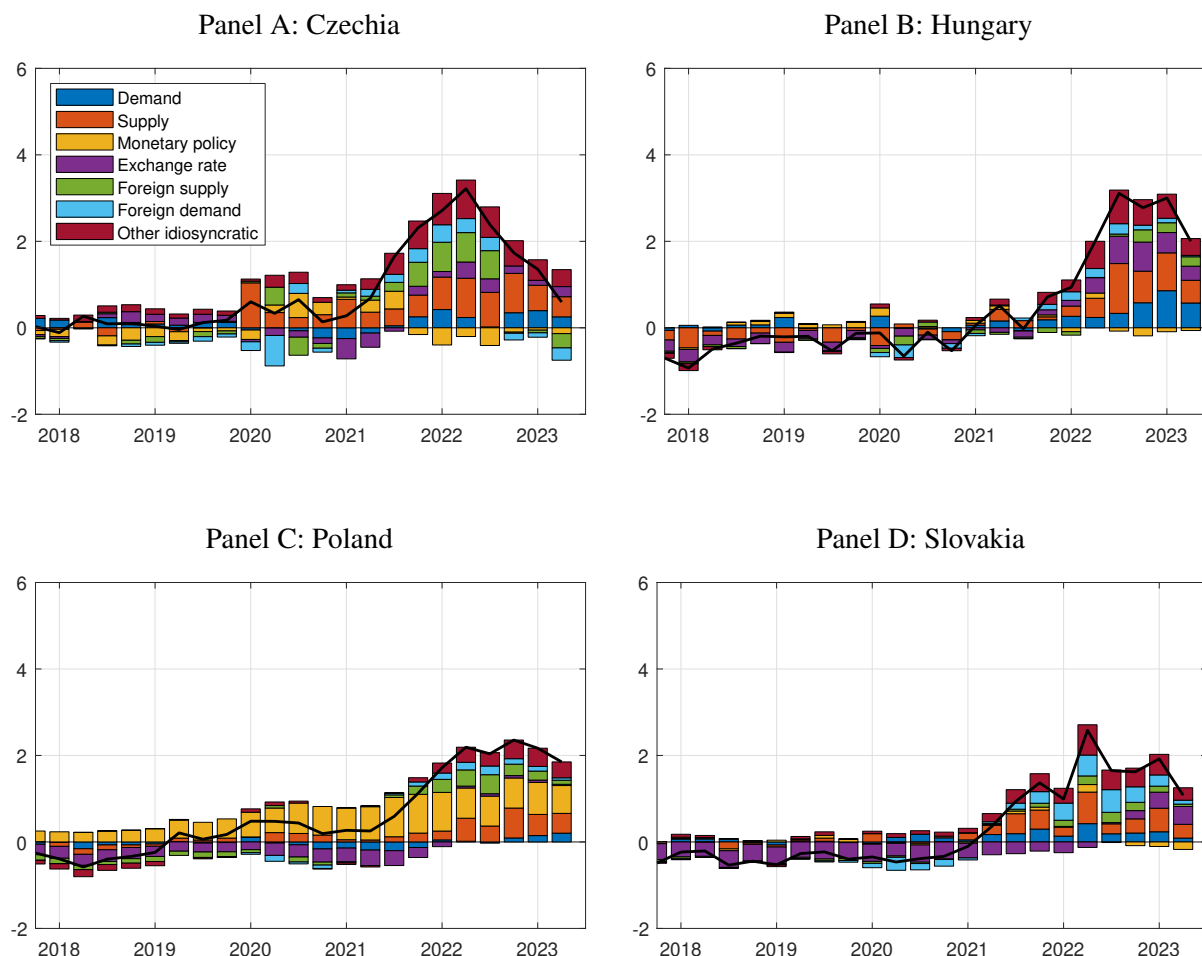 Panel A: Czechia
6
4
2
0
-2
2018 2019 2020 2021 2022 2023
Demand
Supply
Monetary policy
Exchange rate
Foreign supply
Foreign demand
Other idiosyncratic
Panel B: Hungary
6
4
2
0
-2
2018 2019 2020 2021 2022 2023
Panel C: Poland
6
4
2
0
-2
2018 2019 2020 2021 2022 2023
Panel D: Slovakia
6
4
2
0
-2
2018 2019 2020 2021 2022 2023